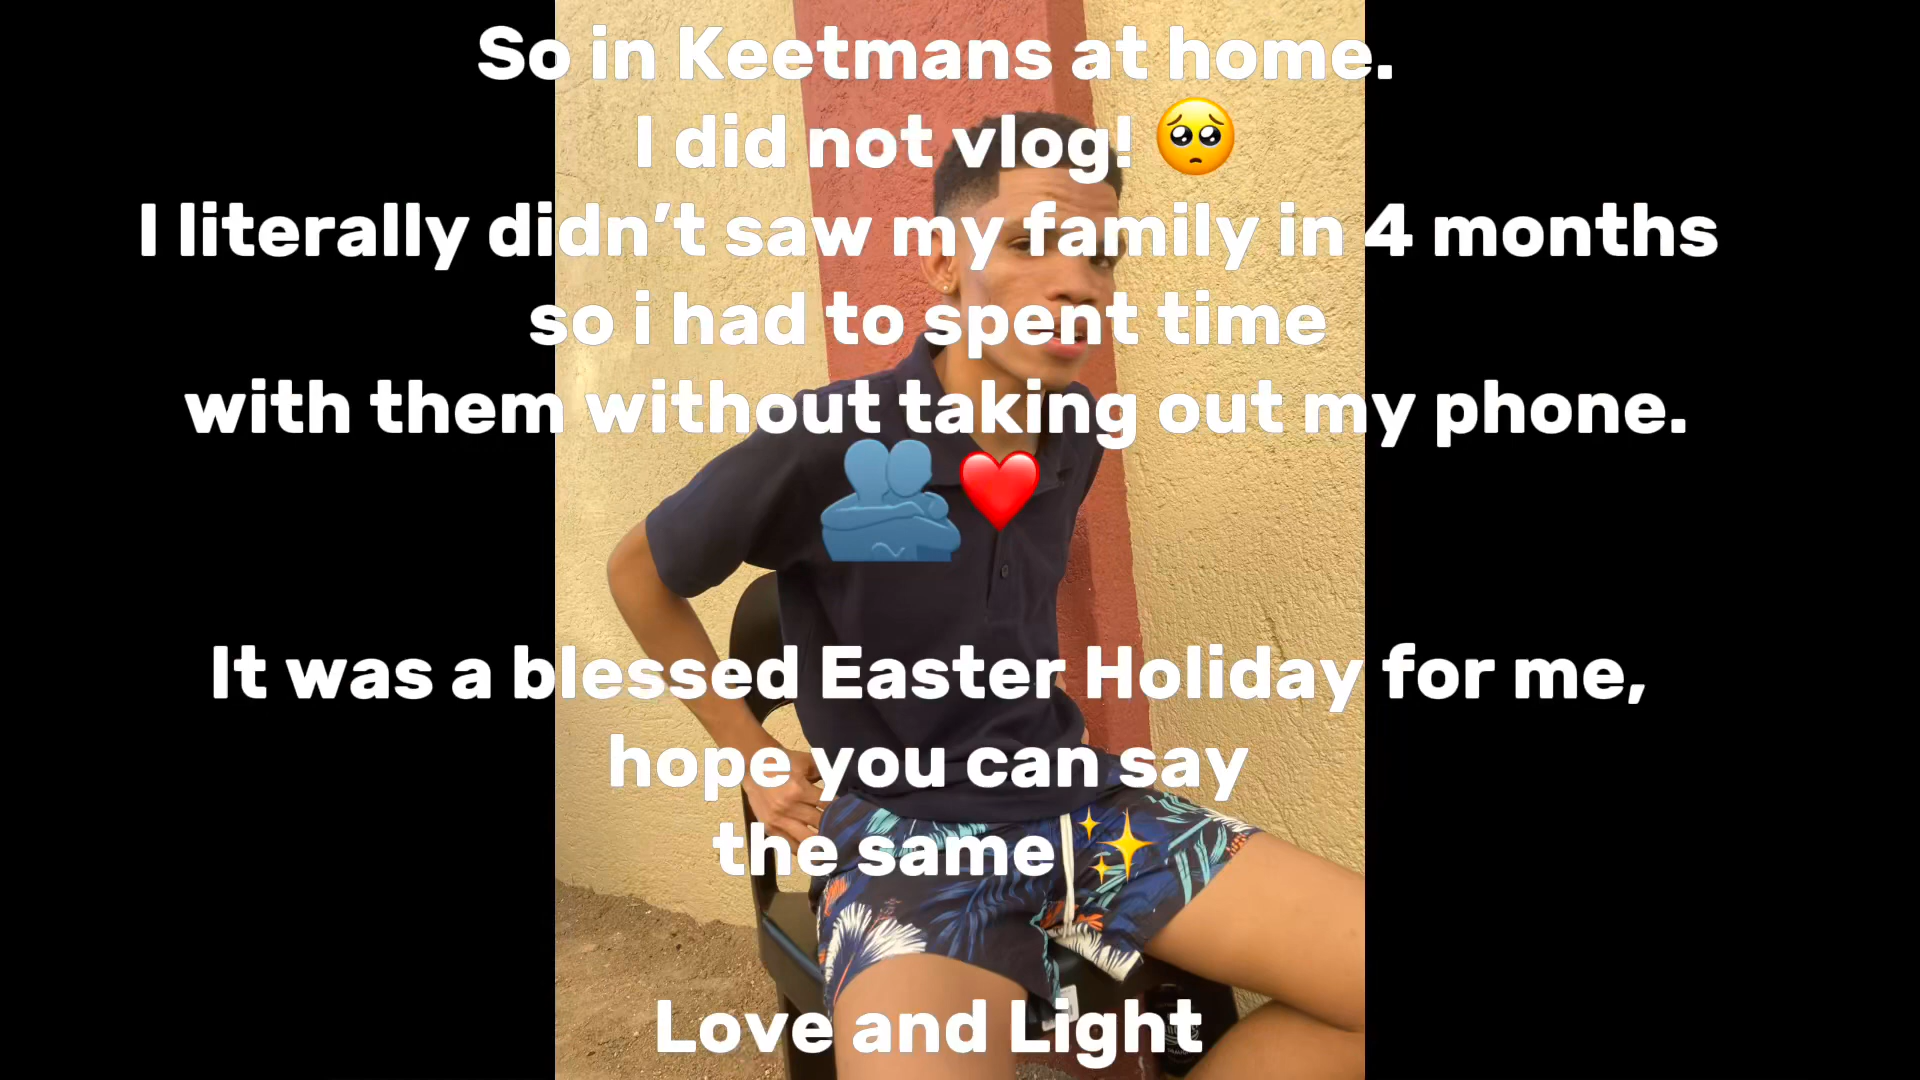 So in Keetmans at home.
I did not vlog! 🥺
I literally didn’t saw my family in 4 months
so i had to spent time
with them without taking out my phone.
🫂❤️
It was a blessed Easter Holiday for me,
hope you can say
the same ✨
Love and Light